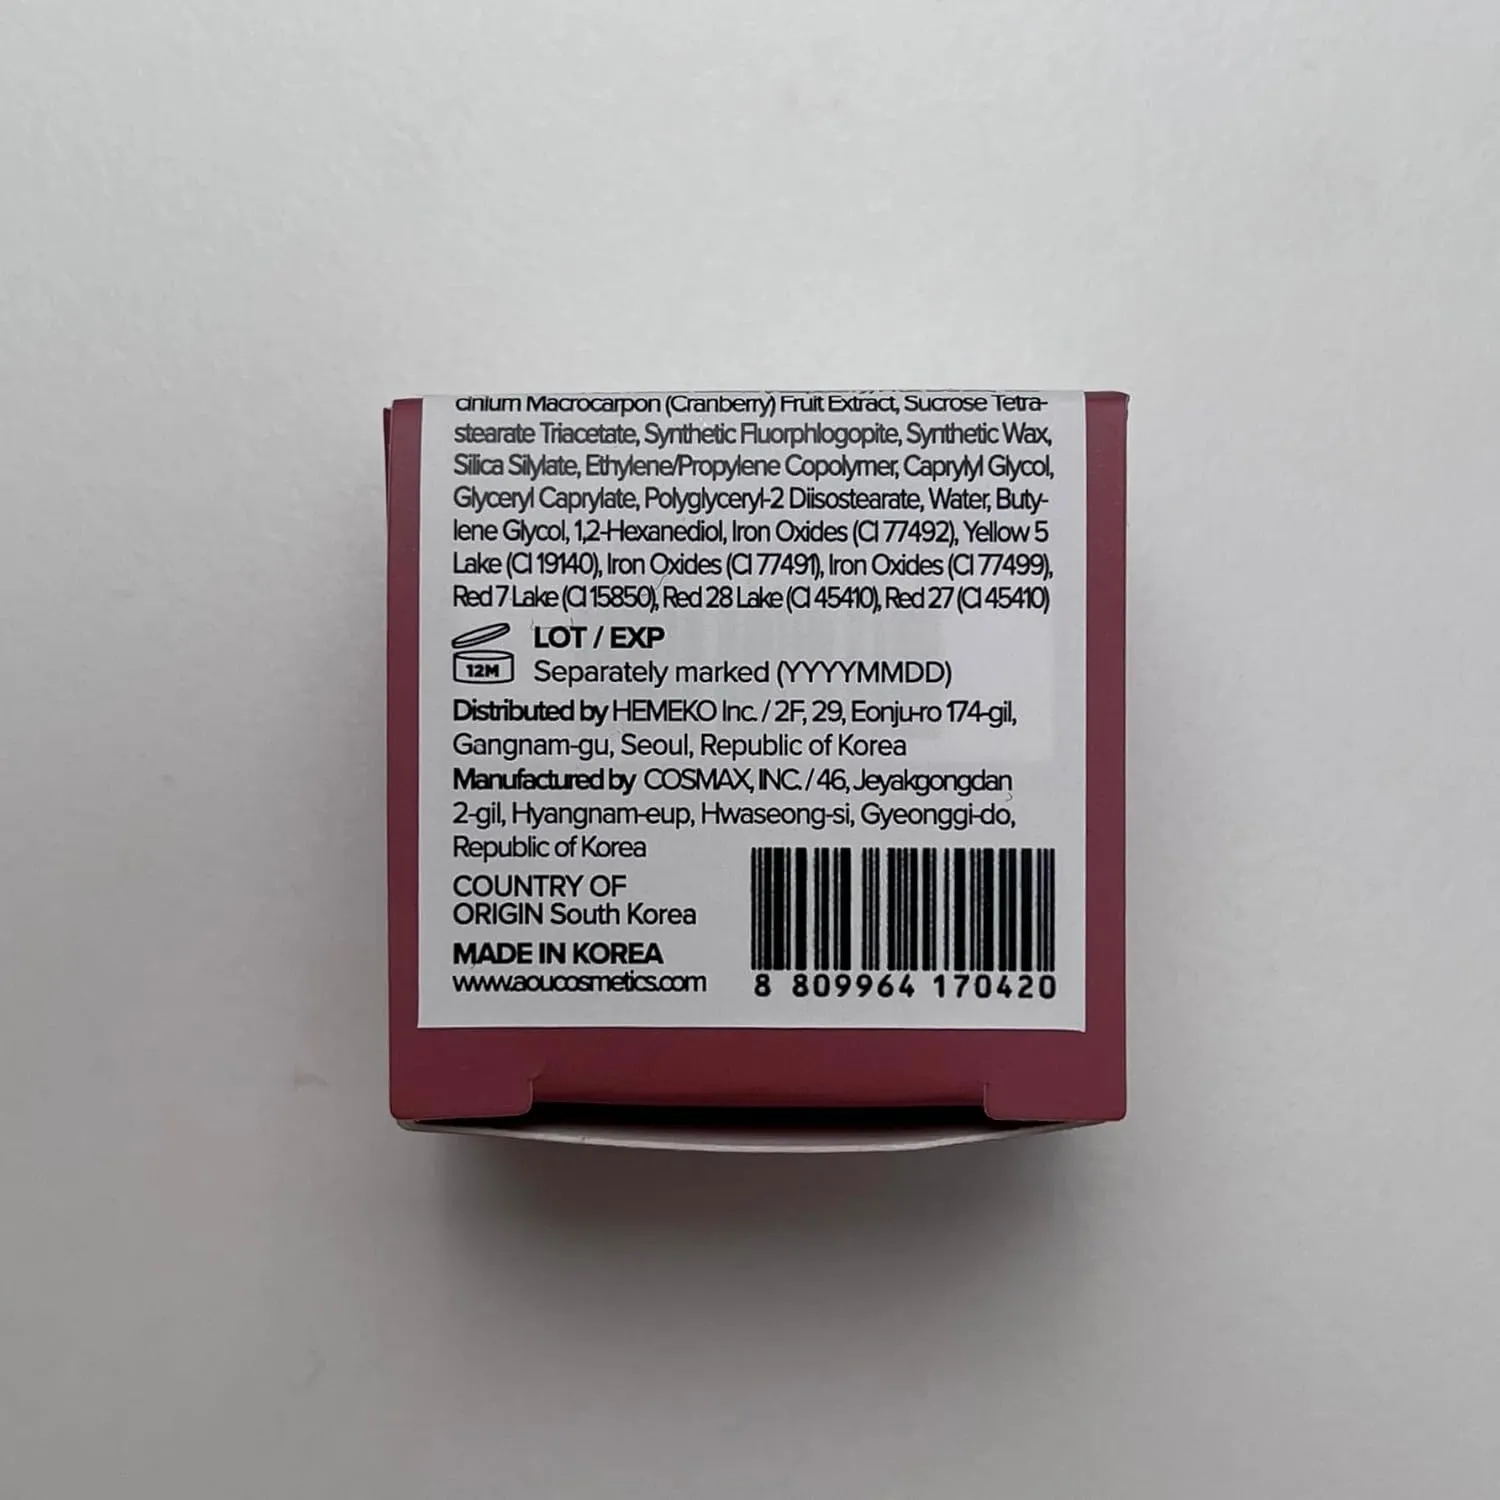 cinium Macrocarpon (Cranberry) Fruit Extract, Sucrose Tetra-
stearate Triacetate, Synthetic Fluorphlogopite, Synthetic Wax,
Silica Silylate, Ethylene/Propylene Copolymer, Caprylyl Glycol,
Glyceryl Caprylate, Polyglyceryl-2 Diisostearate, Water, Buty-
lene Glycol, 1,2-Hexanediol, Iron Oxides (CI 77492), Yellow 5
Lake (CI 19140), Iron Oxides (CI 77491), Iron Oxides (CI 77499),
Red 7 Lake (CI 15850), Red 28 Lake (CI 45410), Red 27 (CI 45410)
12M
LOT / EXP
Separately marked (YYYYMMDD)
Distributed by HEMEKO Inc. / 2F, 29, Eonju-ro 174-gil,
Gangnam-gu, Seoul, Republic of Korea
Manufactured by COSMAX, INC. / 46, Jeyakgongdan
2-gil, Hyangnam-eup, Hwaseong-si, Gyeonggi-do,
Republic of Korea
COUNTRY OF
ORIGIN South Korea
MADE IN KOREA
www.aoucosmetics.com
8 809964 170420